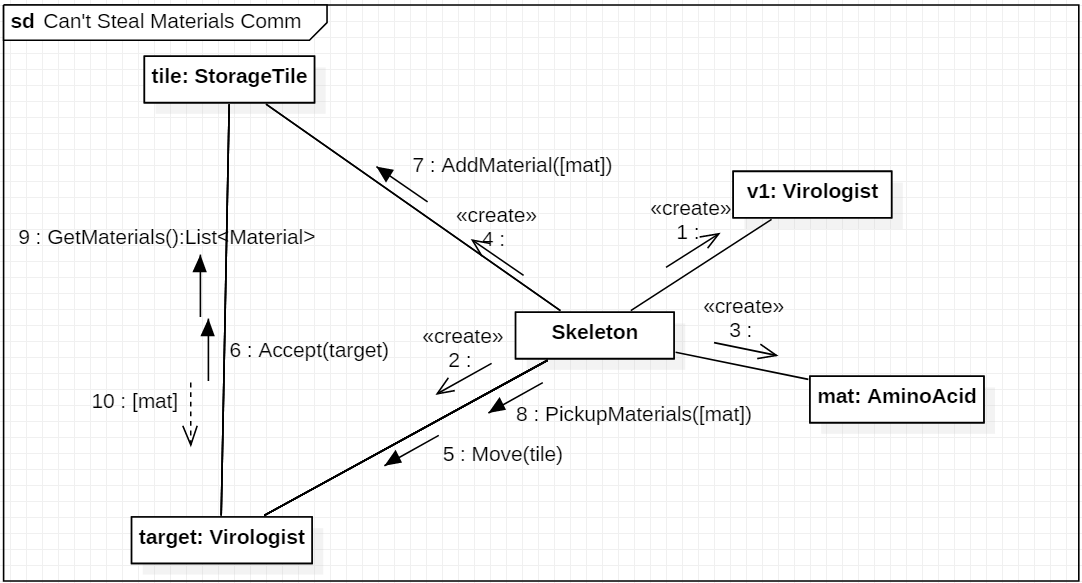 sd Can't Steal Materials Comm
tile: StorageTile
7 : AddMaterial([mat])
v1: Virologist
«create»
1 :
«create»
4 :
9 : GetMaterials():List<Material>
«create»
3 :
Skeleton
«create»
2 :
6 : Accept(target)
mat: AminoAcid
10 : [mat]
8 : PickupMaterials([mat])
5 : Move(tile)
target: Virologist